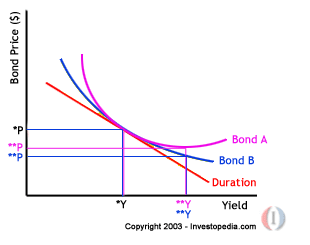 Bond Price ($)
*P
**P
**P
Bond A
Bond B
Duration
*Y
**Y
**Y
Yield
Copyright 2003 - Investopedia.com